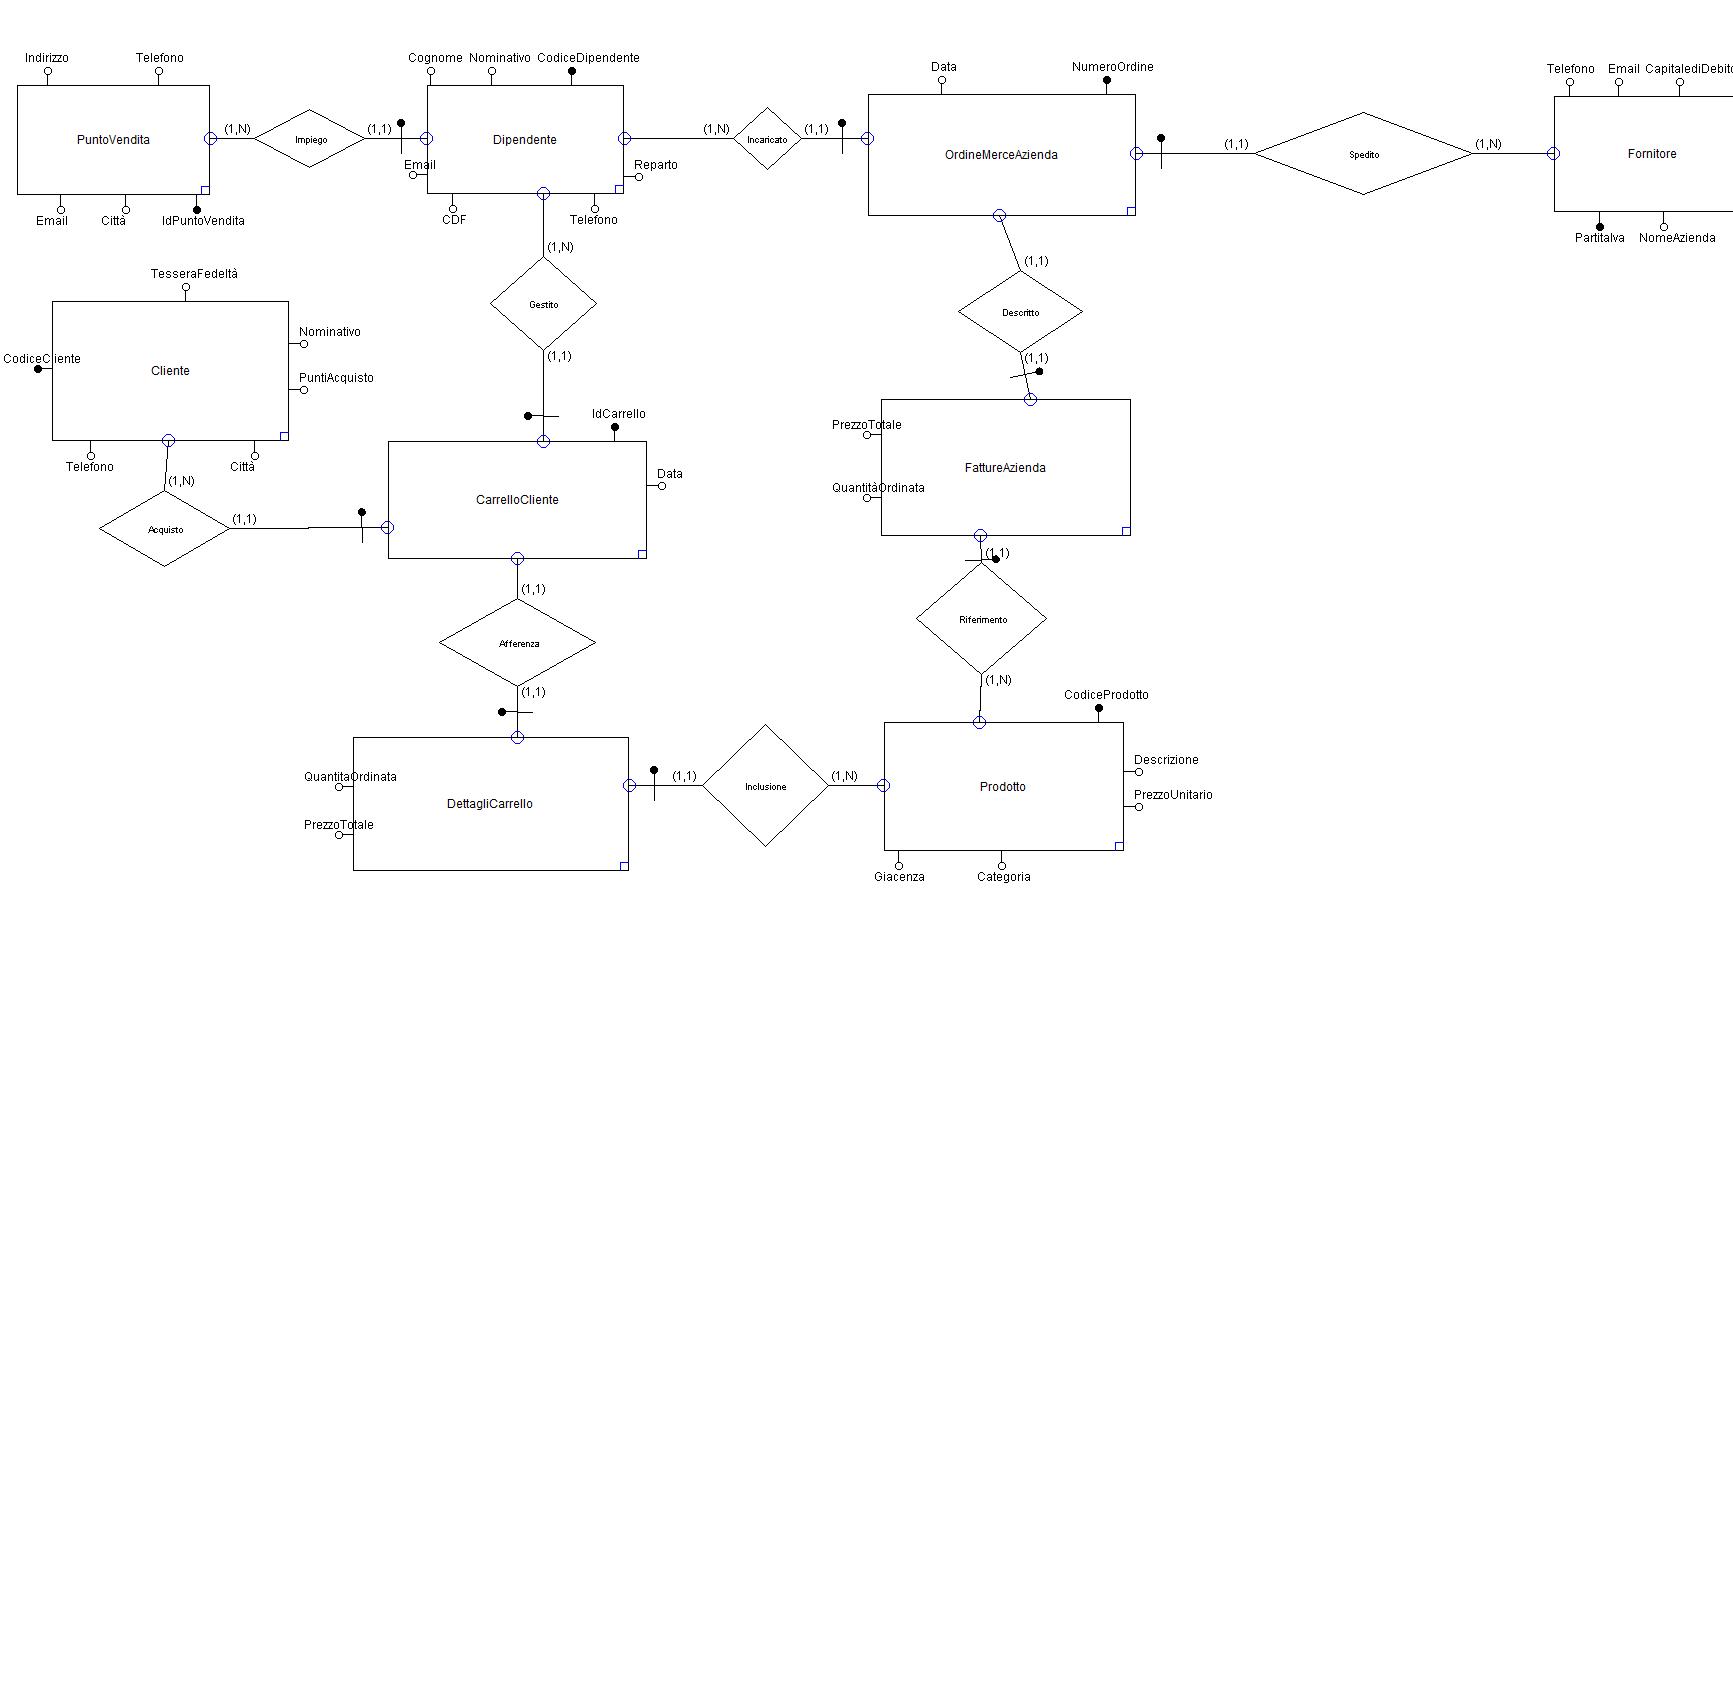 Indirizzo
Telefono
Cognome
Nominativo
CodiceDipendente
Data
NumeroOrdine
Telefono
Email
CapitalediDebito
PuntoVendita
(1,N)
Impiego
(1,1)
Dipendente
(1,N)
Incaricato
(1,1)
OrdineMerceAzienda
(1,1)
Spedito
(1,N)
Fornitore
Email
Reparto
Email
Città
IdPuntoVendita
CDF
Telefono
PartitaIva
NomeAzienda
(1,N)
(1,1)
TesseraFedeltà
Gestito
Descritto
Nominativo
CodiceCliente
Cliente
PuntiAcquisto
(1,1)
(1,1)
IdCarrello
PrezzoTotale
Telefono
Città
FattureAzienda
(1,N)
Data
QuantitàOrdinata
CarrelloCliente
Acquisto
(1,1)
(1,1)
(1,1)
Afferenza
Riferimento
(1,1)
(1,N)
CodiceProdotto
Descrizione
QuantitaOrdinata
(1,1)
Inclusione
(1,N)
Prodotto
PrezzoUnitario
DettagliCarrello
PrezzoTotale
Giacenza
Categoria